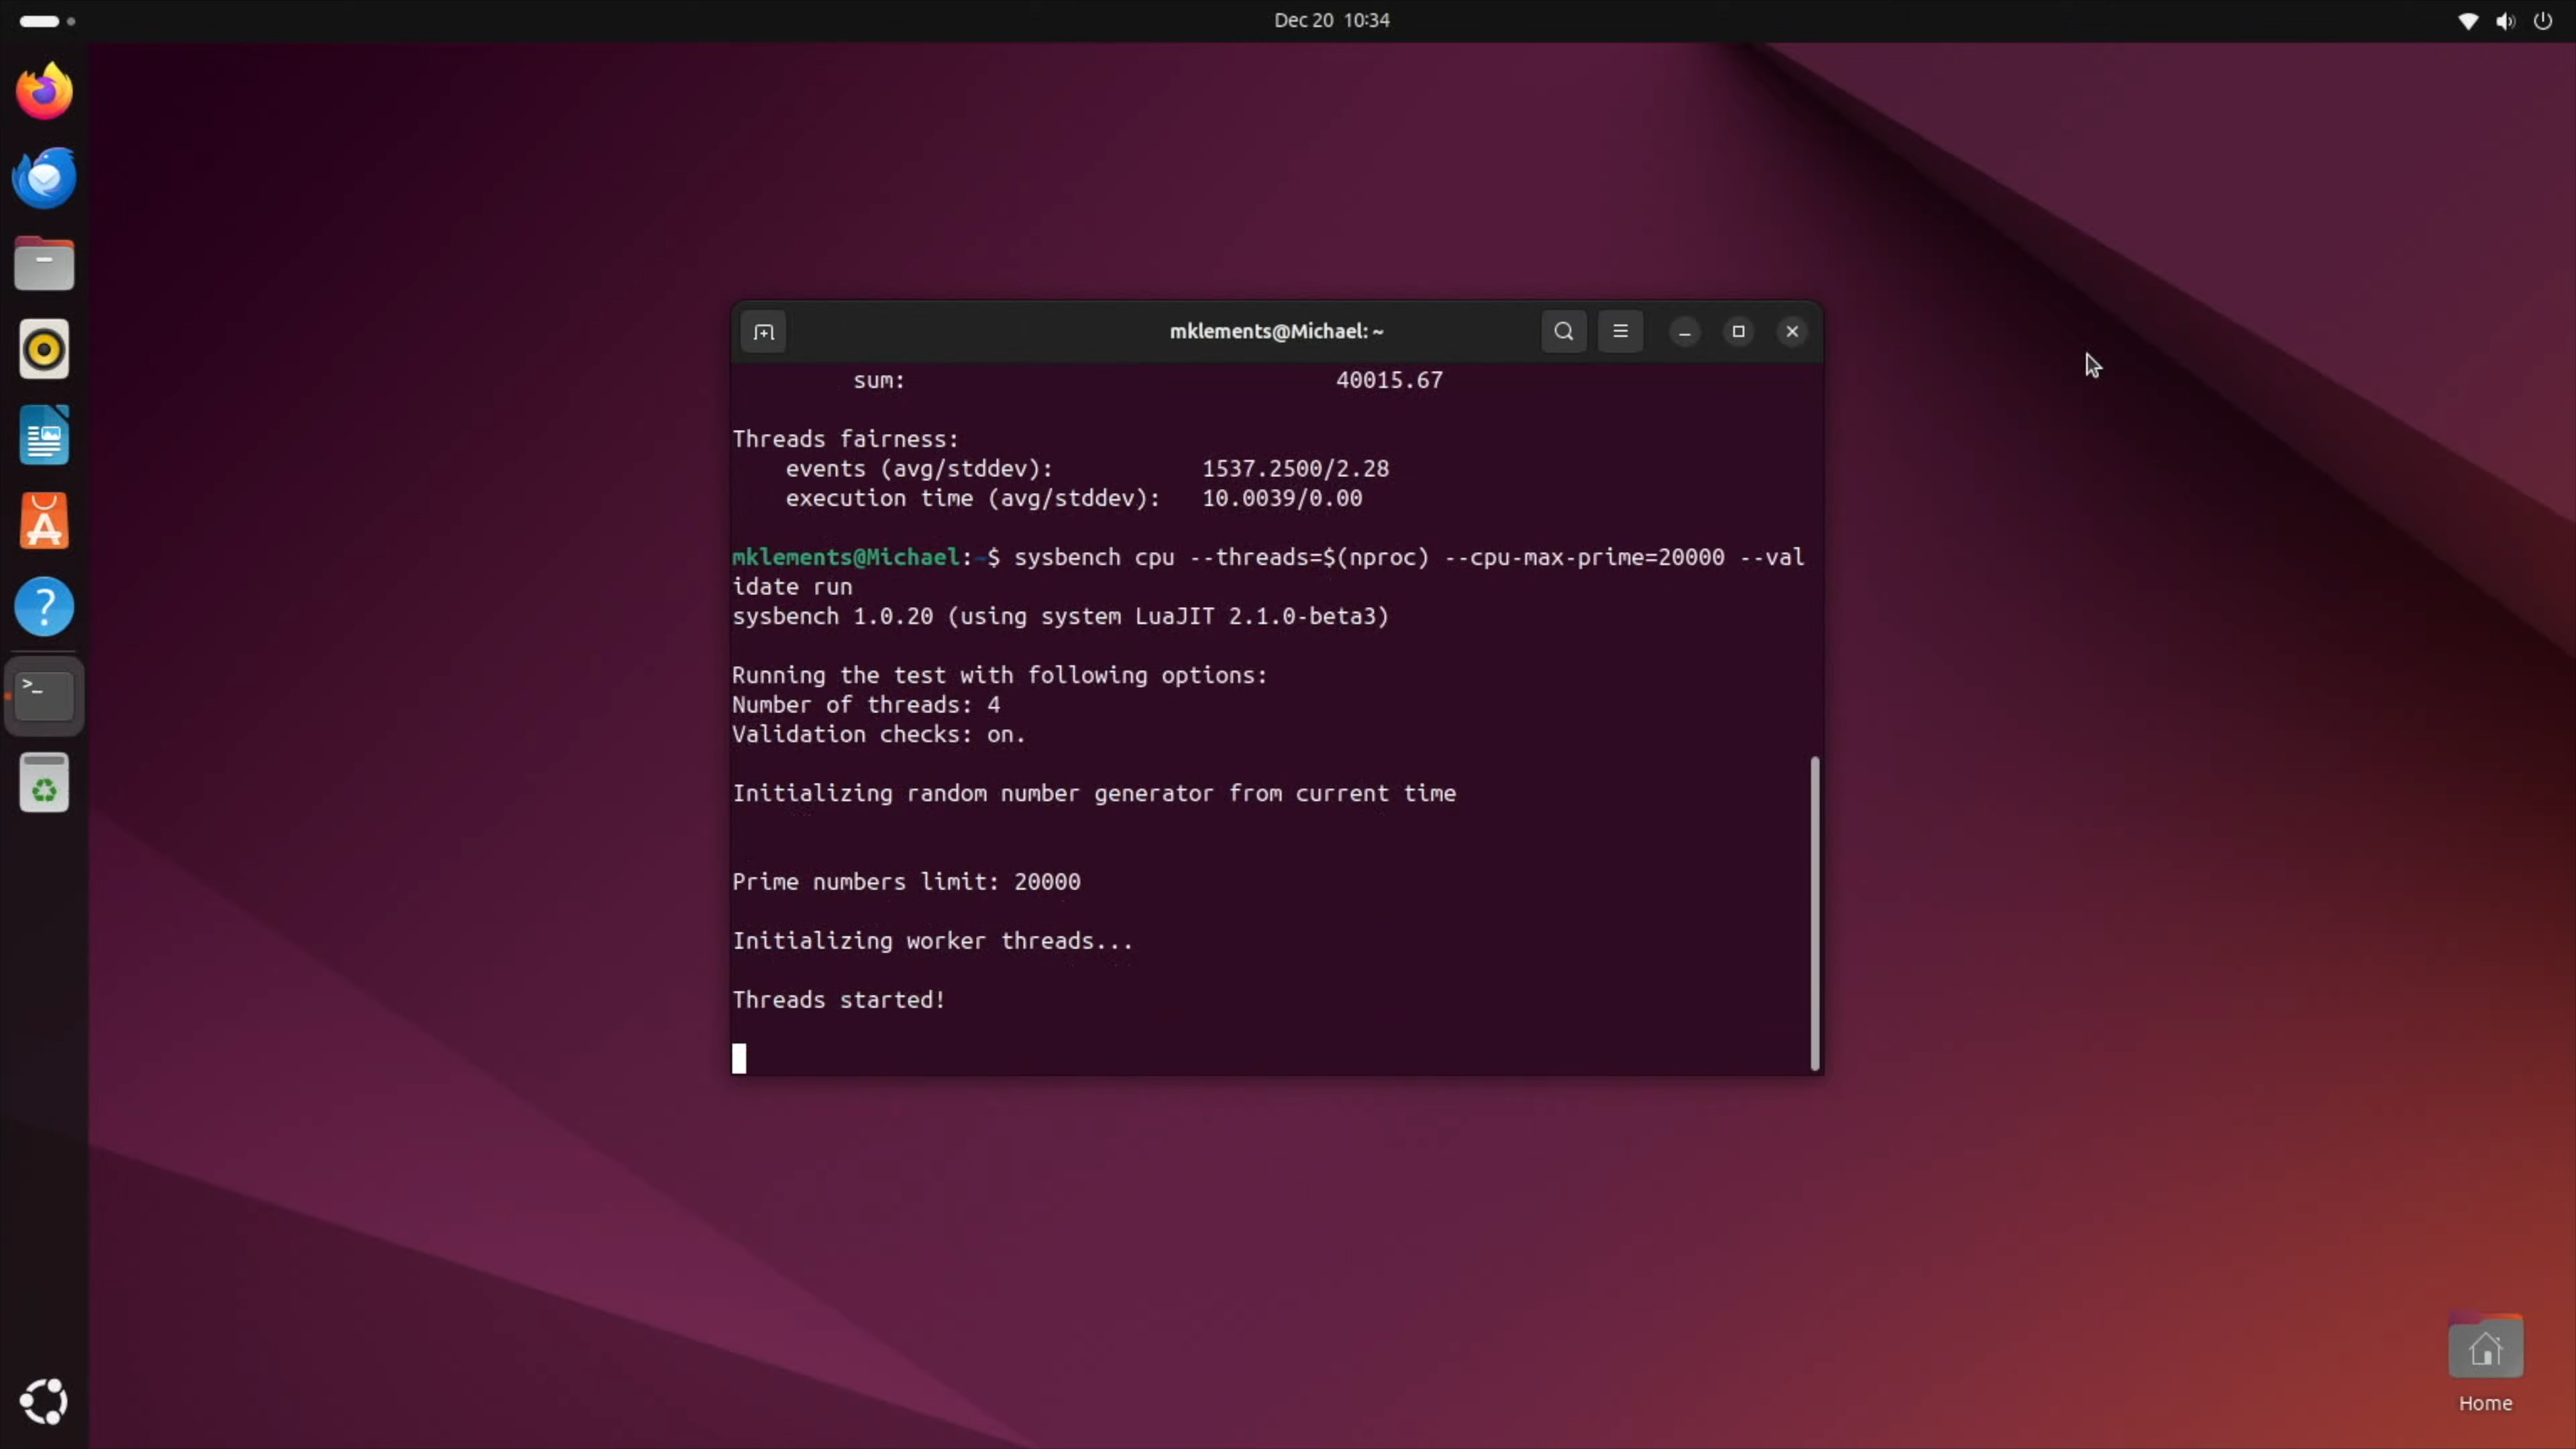 Dec 20 10:34
mklements@Michael: ~
sum: 40015.67
Threads fairness:
events (avg/stddev): 1537.2500/2.28
execution time (avg/stddev): 10.0039/0.00
mklements@Michael:~$ sysbench cpu --threads=$(nproc) --cpu-max-prime=20000 --val
idate run
sysbench 1.0.20 (using system LuaJIT 2.1.0-beta3)
Running the test with following options:
Number of threads: 4
Validation checks: on.
Initializing random number generator from current time
Prime numbers limit: 20000
Initializing worker threads...
Threads started!
Home